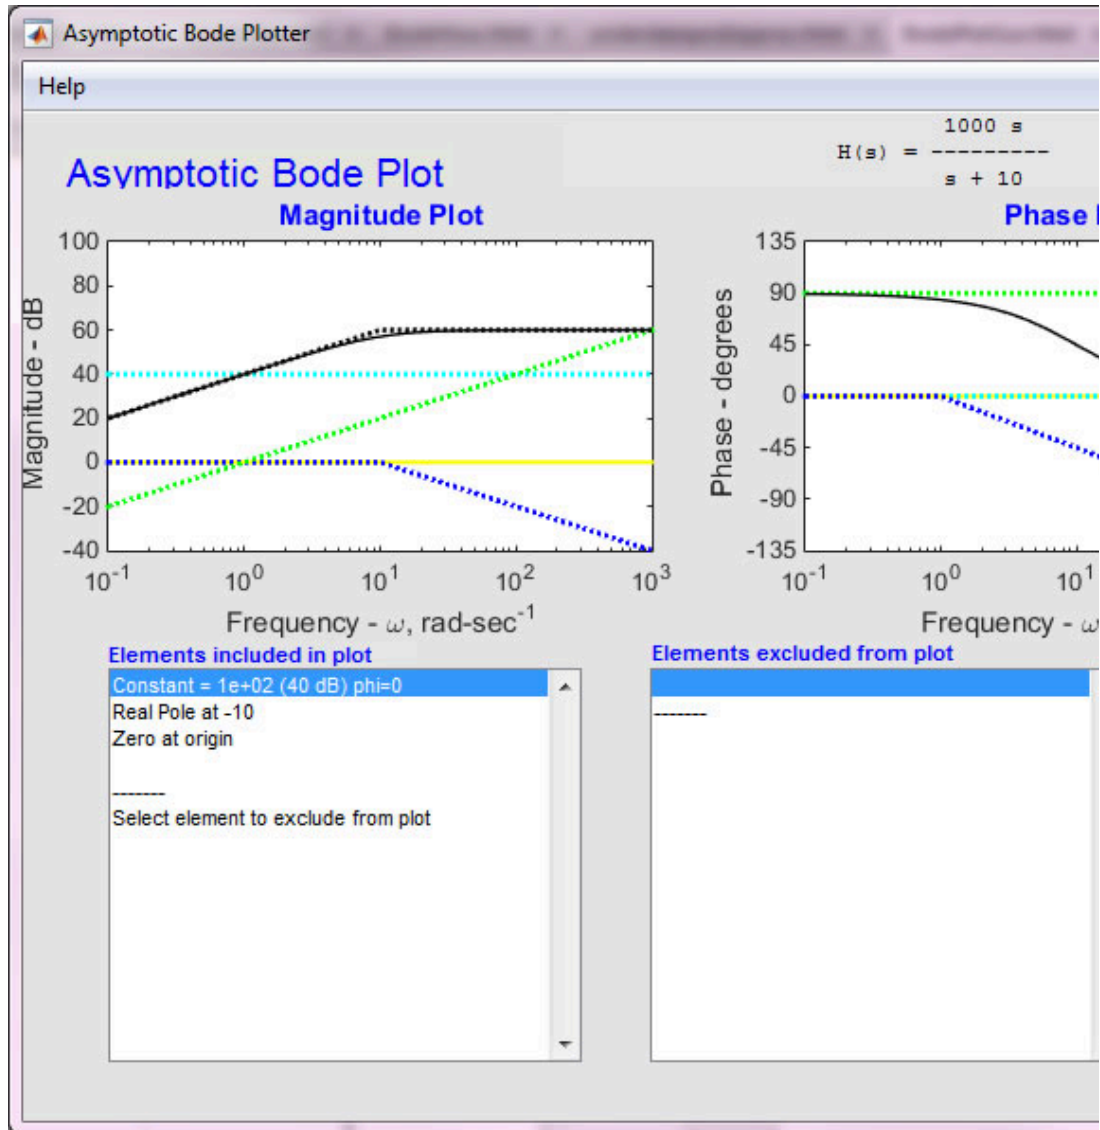 Asymptotic Bode Plotter
Help
1000 s
H(s) = ---------
s + 10
Asymptotic Bode Plot
Magnitude Plot
100
80
60
40
20
0
-20
-40
Magnitude - dB
10^-1 10^0 10^1 10^2 10^3
Frequency - ω, rad-sec^-1
Phase
135
90
45
0
-45
-90
-135
Phase - degrees
10^-1 10^0 10^1
Frequency - ω
Elements included in plot
Constant = 1e+02 (40 dB) phi=0
Real Pole at -10
Zero at origin
-------
Select element to exclude from plot
Elements excluded from plot
-------